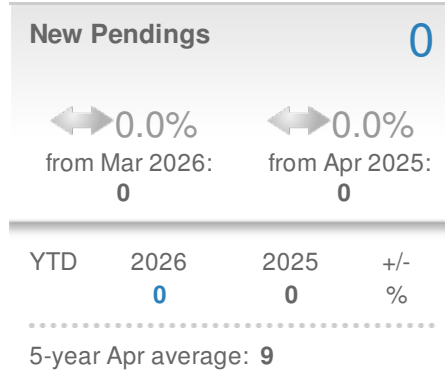 New Pendings 0
0.0% 0.0%
from Mar 2026: from Apr 2025:
0 0
YTD 2026 2025 +/-
0 0 %
5-year Apr average: 9